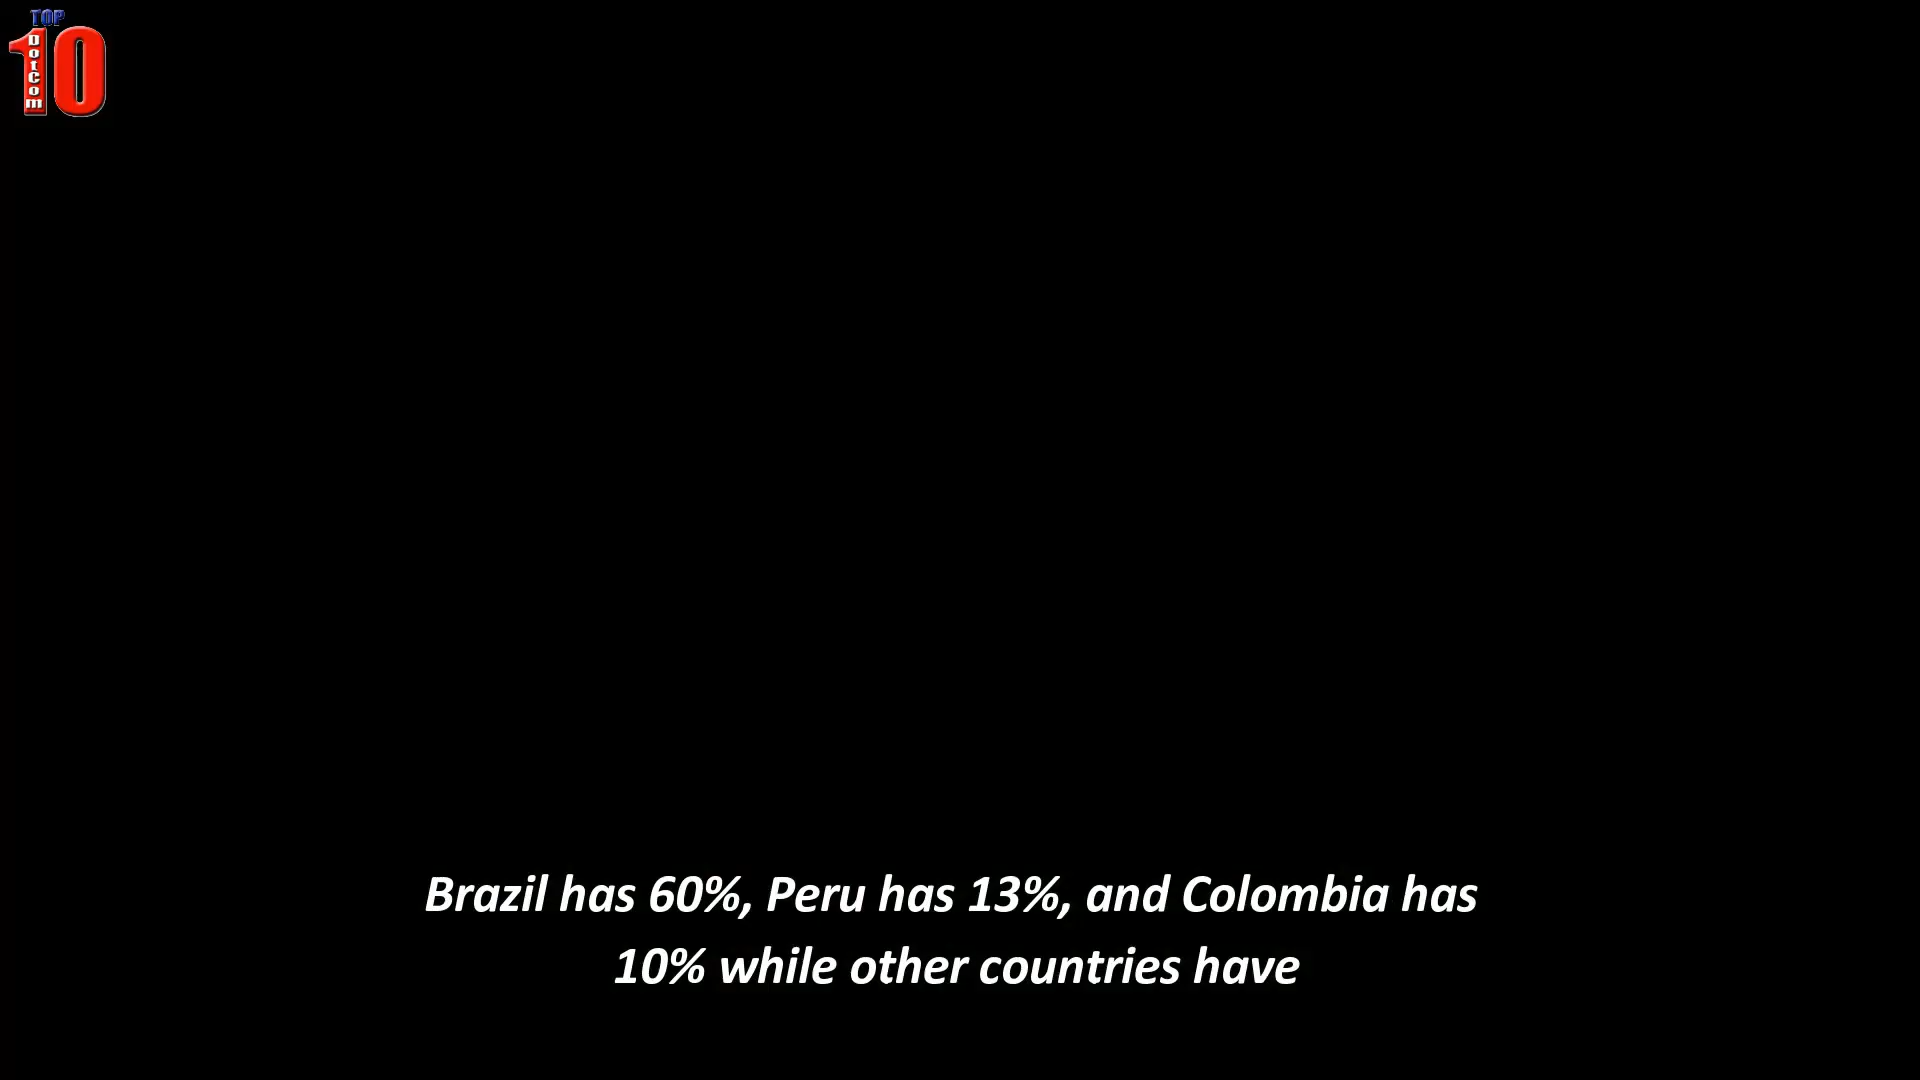 TOP
10
DotCom
Brazil has 60%, Peru has 13%, and Colombia has
10% while other countries have